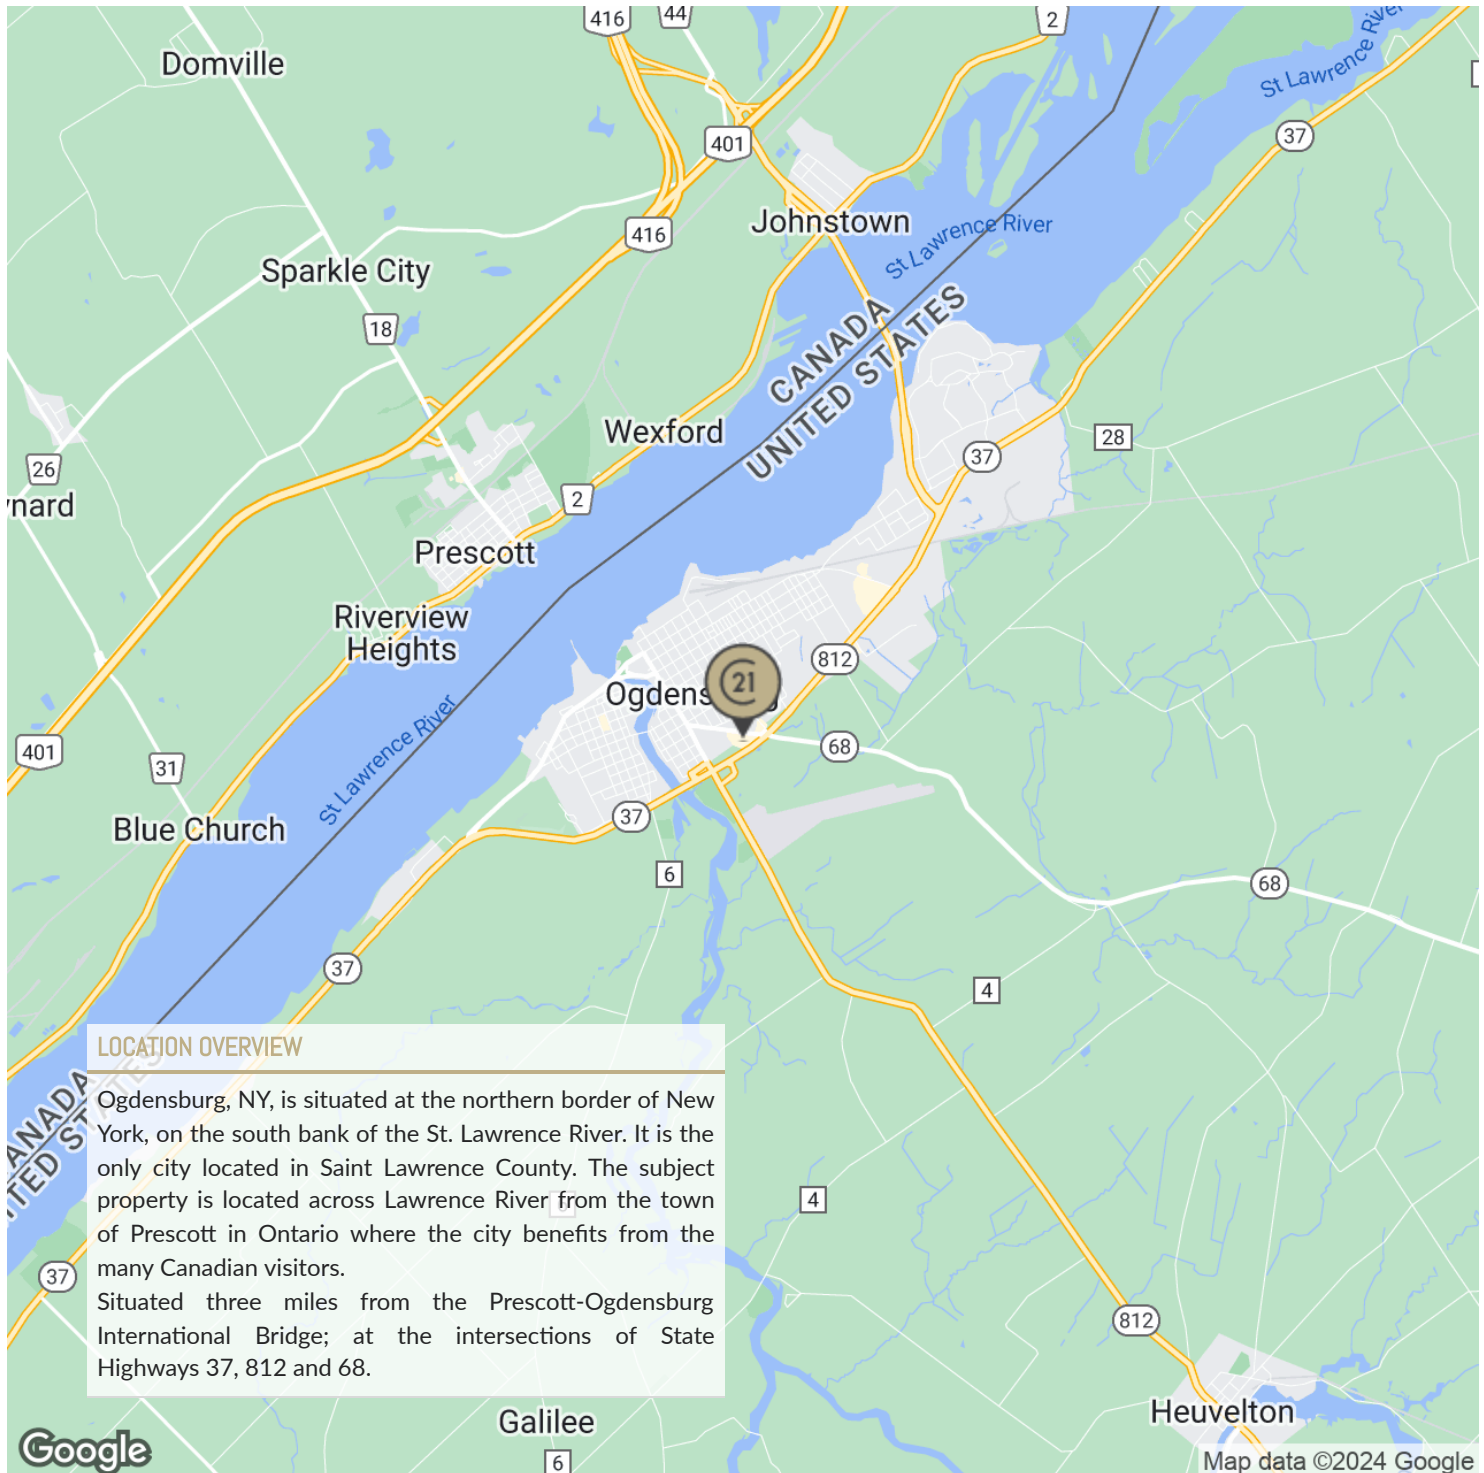 416
44
2
Domville
St Lawrence River
37
401
Johnstown
St Lawrence River
416
Sparkle City
18
CANADA
UNITED STATES
Wexford
28
37
26
ynard
2
Prescott
Riverview
Heights
812
21
Ogdens
g
68
401
31
St Lawrence River
37
Blue Church
6
68
37
4
LOCATION OVERVIEW
Ogdensburg, NY, is situated at the northern border of New
York, on the south bank of the St. Lawrence River. It is the
only city located in Saint Lawrence County. The subject
property is located across Lawrence River from the town
of Prescott in Ontario where the city benefits from the
many Canadian visitors.
Situated three miles from the Prescott-Ogdensburg
International Bridge; at the intersections of State
Highways 37, 812 and 68.
CANADA
UNITED STATES
4
37
812
Heuvelton
Galilee
6
Google
Map data ©2024 Google